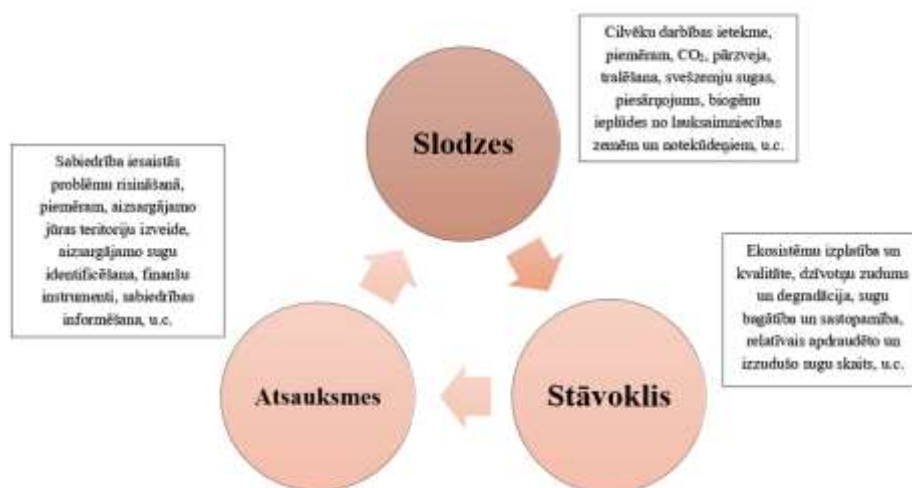 Cilvēku darbības ietekme,
piemēram, CO₂, pārzveja,
tralēšana, svešzemju sugas,
piesārņojums, biogēnu
ieplūdes no lauksaimniecības
zemēm un notekūdeņiem, u.c.
Slodzes
Sabiedrība iesaistās
problēmu risināšanā,
piemēram, aizsargājamo
jūras teritoriju izveide,
aizsargājamo sugu
identificēšana, finanšu
instrumenti, sabiedrības
informēšana, u.c.
Ekosistēmu izplatība un
kvalitāte, dzīvotņu zudums
un degradācija, sugu
bagātība un sastopamība,
relatīvais apdraudēto un
izzudušo sugu skaits, u.c.
Atsauksmes
Stāvoklis